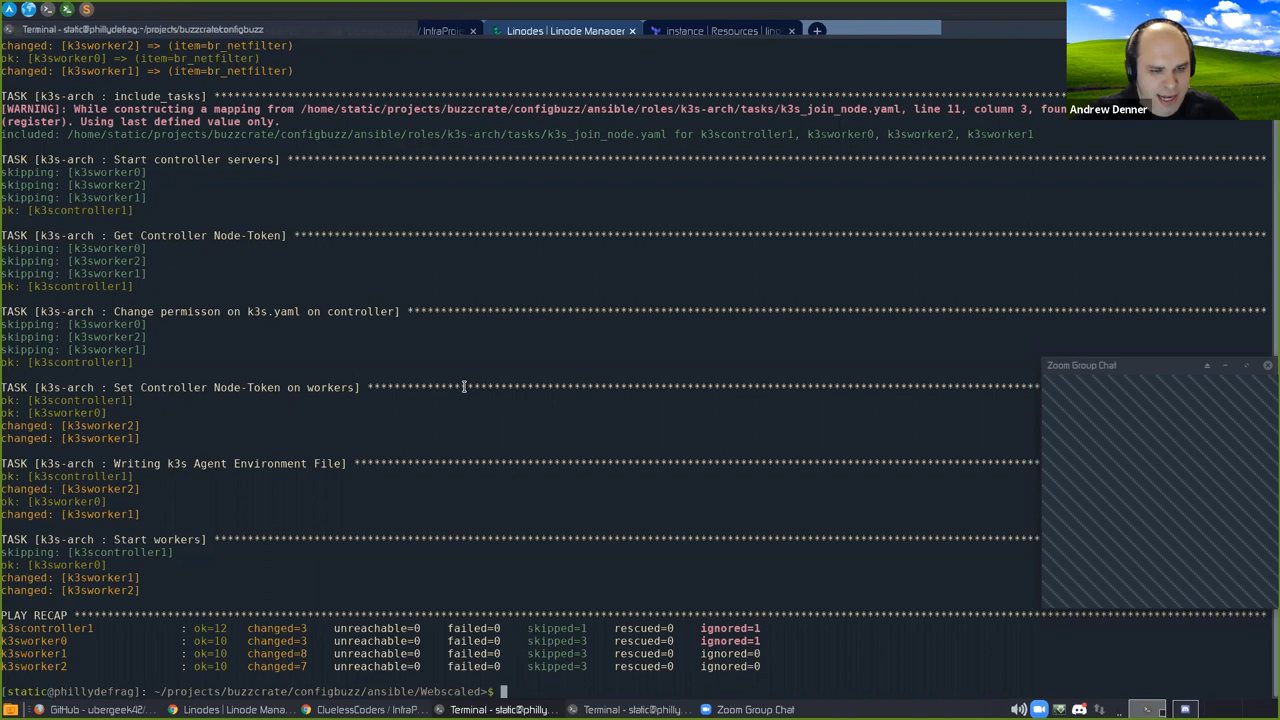 Terminal - static@phillydefrag:~/projects/buzzcrate/configbuzz
/ InfraProj
Linodes | Linode Manager
instance | Resources | lin
changed: [k3sworker2] => (item=br_netfilter)
ok: [k3sworker0] => (item=br_netfilter)
changed: [k3sworker1] => (item=br_netfilter)
TASK [k3s-arch : include_tasks] ****
[WARNING]: While constructing a mapping from /home/static/projects/buzzcrate/configbuzz/ansible/roles/k3s-arch/tasks/k3s_join_node.yaml, line 11, column 3, foun
(register). Using last defined value only.
included: /home/static/projects/buzzcrate/configbuzz/ansible/roles/k3s-arch/tasks/k3s_join_node.yaml for k3scontroller1, k3sworker0, k3sworker2, k3sworker1
Andrew Denner
TASK [k3s-arch : Start controller servers] ****
skipping: [k3sworker0]
skipping: [k3sworker2]
skipping: [k3sworker1]
ok: [k3scontroller1]
TASK [k3s-arch : Get Controller Node-Token] ****
skipping: [k3sworker0]
skipping: [k3sworker2]
skipping: [k3sworker1]
ok: [k3scontroller1]
TASK [k3s-arch : Change permisson on k3s.yaml on controller] ****
skipping: [k3sworker0]
skipping: [k3sworker2]
skipping: [k3sworker1]
ok: [k3scontroller1]
Zoom Group Chat
TASK [k3s-arch : Set Controller Node-Token on workers] ****
ok: [k3scontroller1]
ok: [k3sworker0]
changed: [k3sworker2]
changed: [k3sworker1]
TASK [k3s-arch : Writing k3s Agent Environment File] ****
ok: [k3scontroller1]
changed: [k3sworker2]
ok: [k3sworker0]
changed: [k3sworker1]
TASK [k3s-arch : Start workers] ****
skipping: [k3scontroller1]
ok: [k3sworker0]
changed: [k3sworker1]
changed: [k3sworker2]
PLAY RECAP ****
k3scontroller1 : ok=12 changed=3 unreachable=0 failed=0 skipped=1 rescued=0 ignored=1
k3sworker0 : ok=10 changed=3 unreachable=0 failed=0 skipped=3 rescued=0 ignored=1
k3sworker1 : ok=10 changed=8 unreachable=0 failed=0 skipped=3 rescued=0 ignored=0
k3sworker2 : ok=10 changed=7 unreachable=0 failed=0 skipped=3 rescued=0 ignored=0
[static@phillydefrag]: ~/projects/buzzcrate/configbuzz/ansible/Webscaled>$
GitHub - ubergeek42/...
Linodes | Linode Mana...
CluelessCoders / InfraP...
Terminal - static@philly...
Terminal - static@philly...
Zoom Group Chat